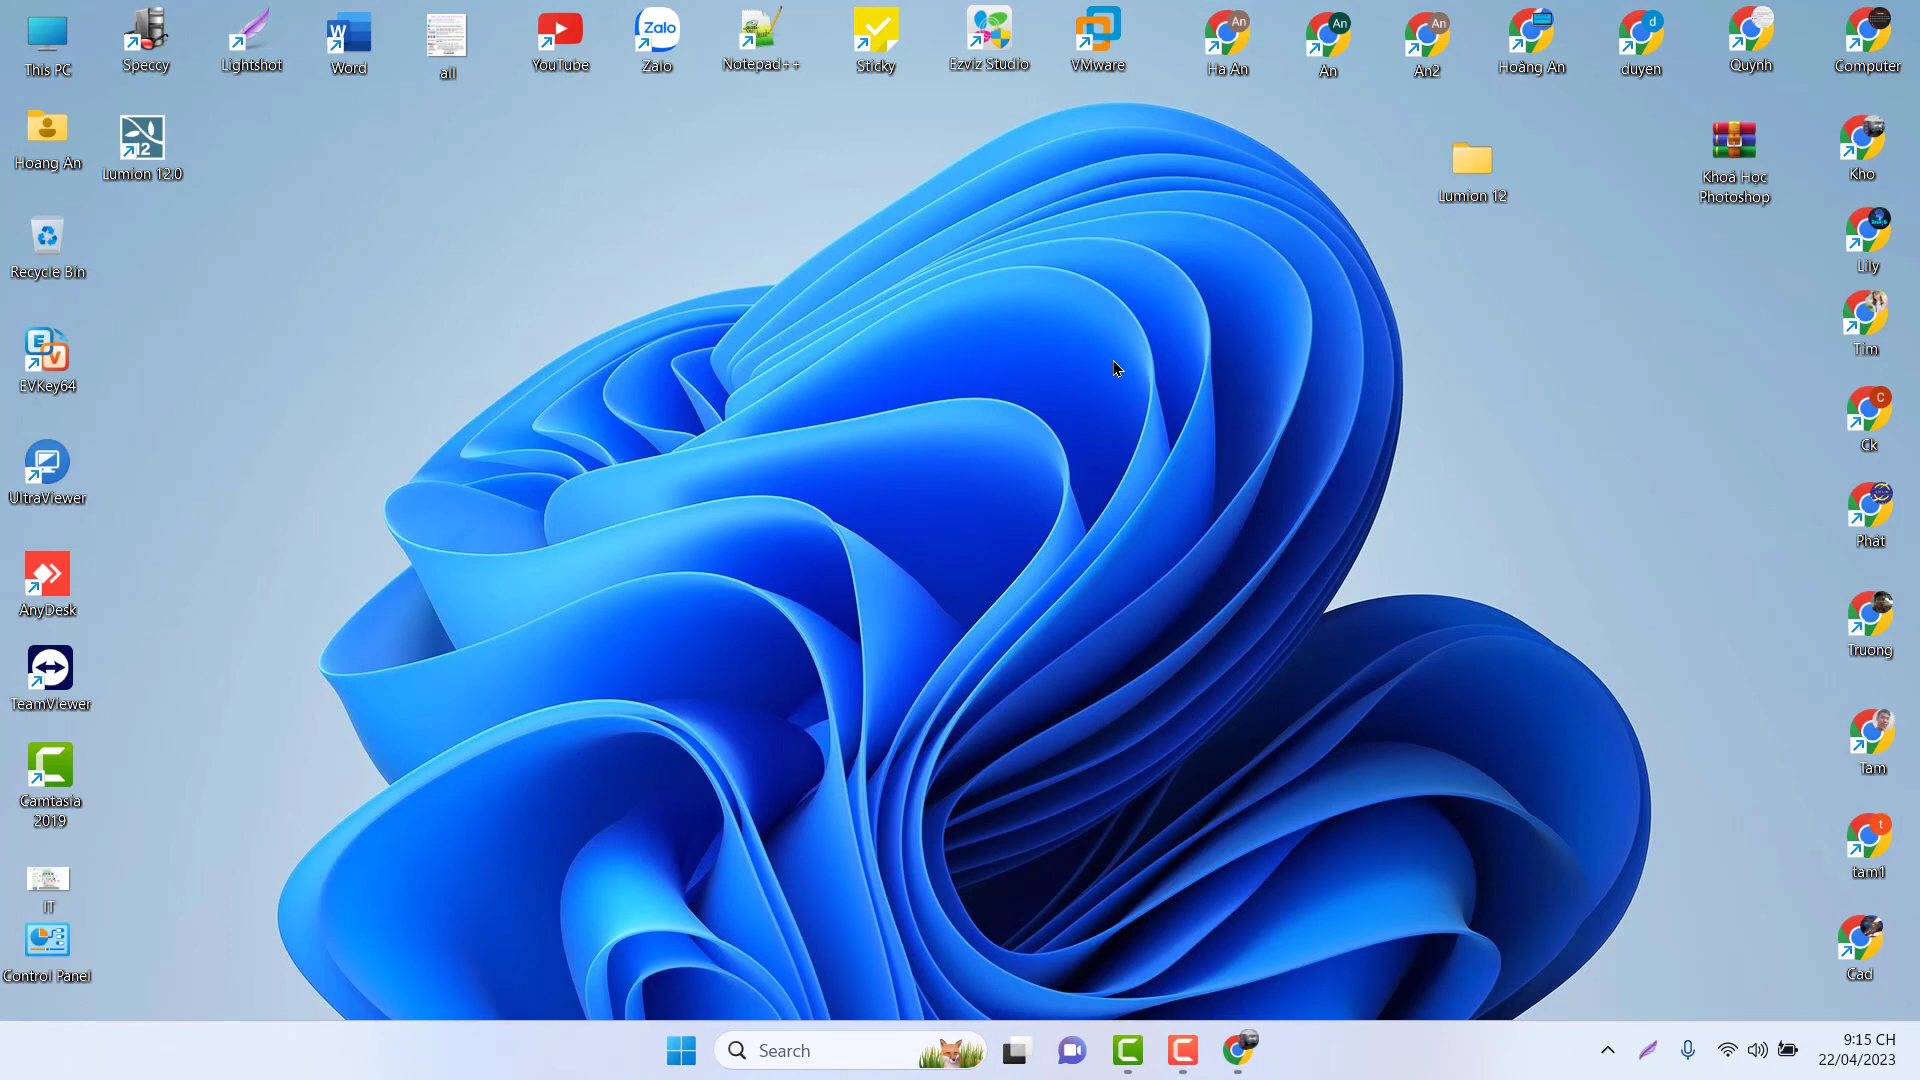 This PC
Speccy
Lightshot
Word
all
YouTube
Zalo
Notepad++
Sticky
Ezviz Studio
VMware
Ha An
An
An2
Hoàng An
duyen
Quỳnh
Computer
Hoang An
Lumion 12.0
Lumion 12
Khoá Học
Photoshop
Kho
Recycle Bin
Lily
EVKey64
Tim
Ck
UltraViewer
Phát
AnyDesk
Truong
TeamViewer
Tam
Camtasia
2019
tam1
IT
Control Panel
Cad
Search
9:15 CH
22/04/2023